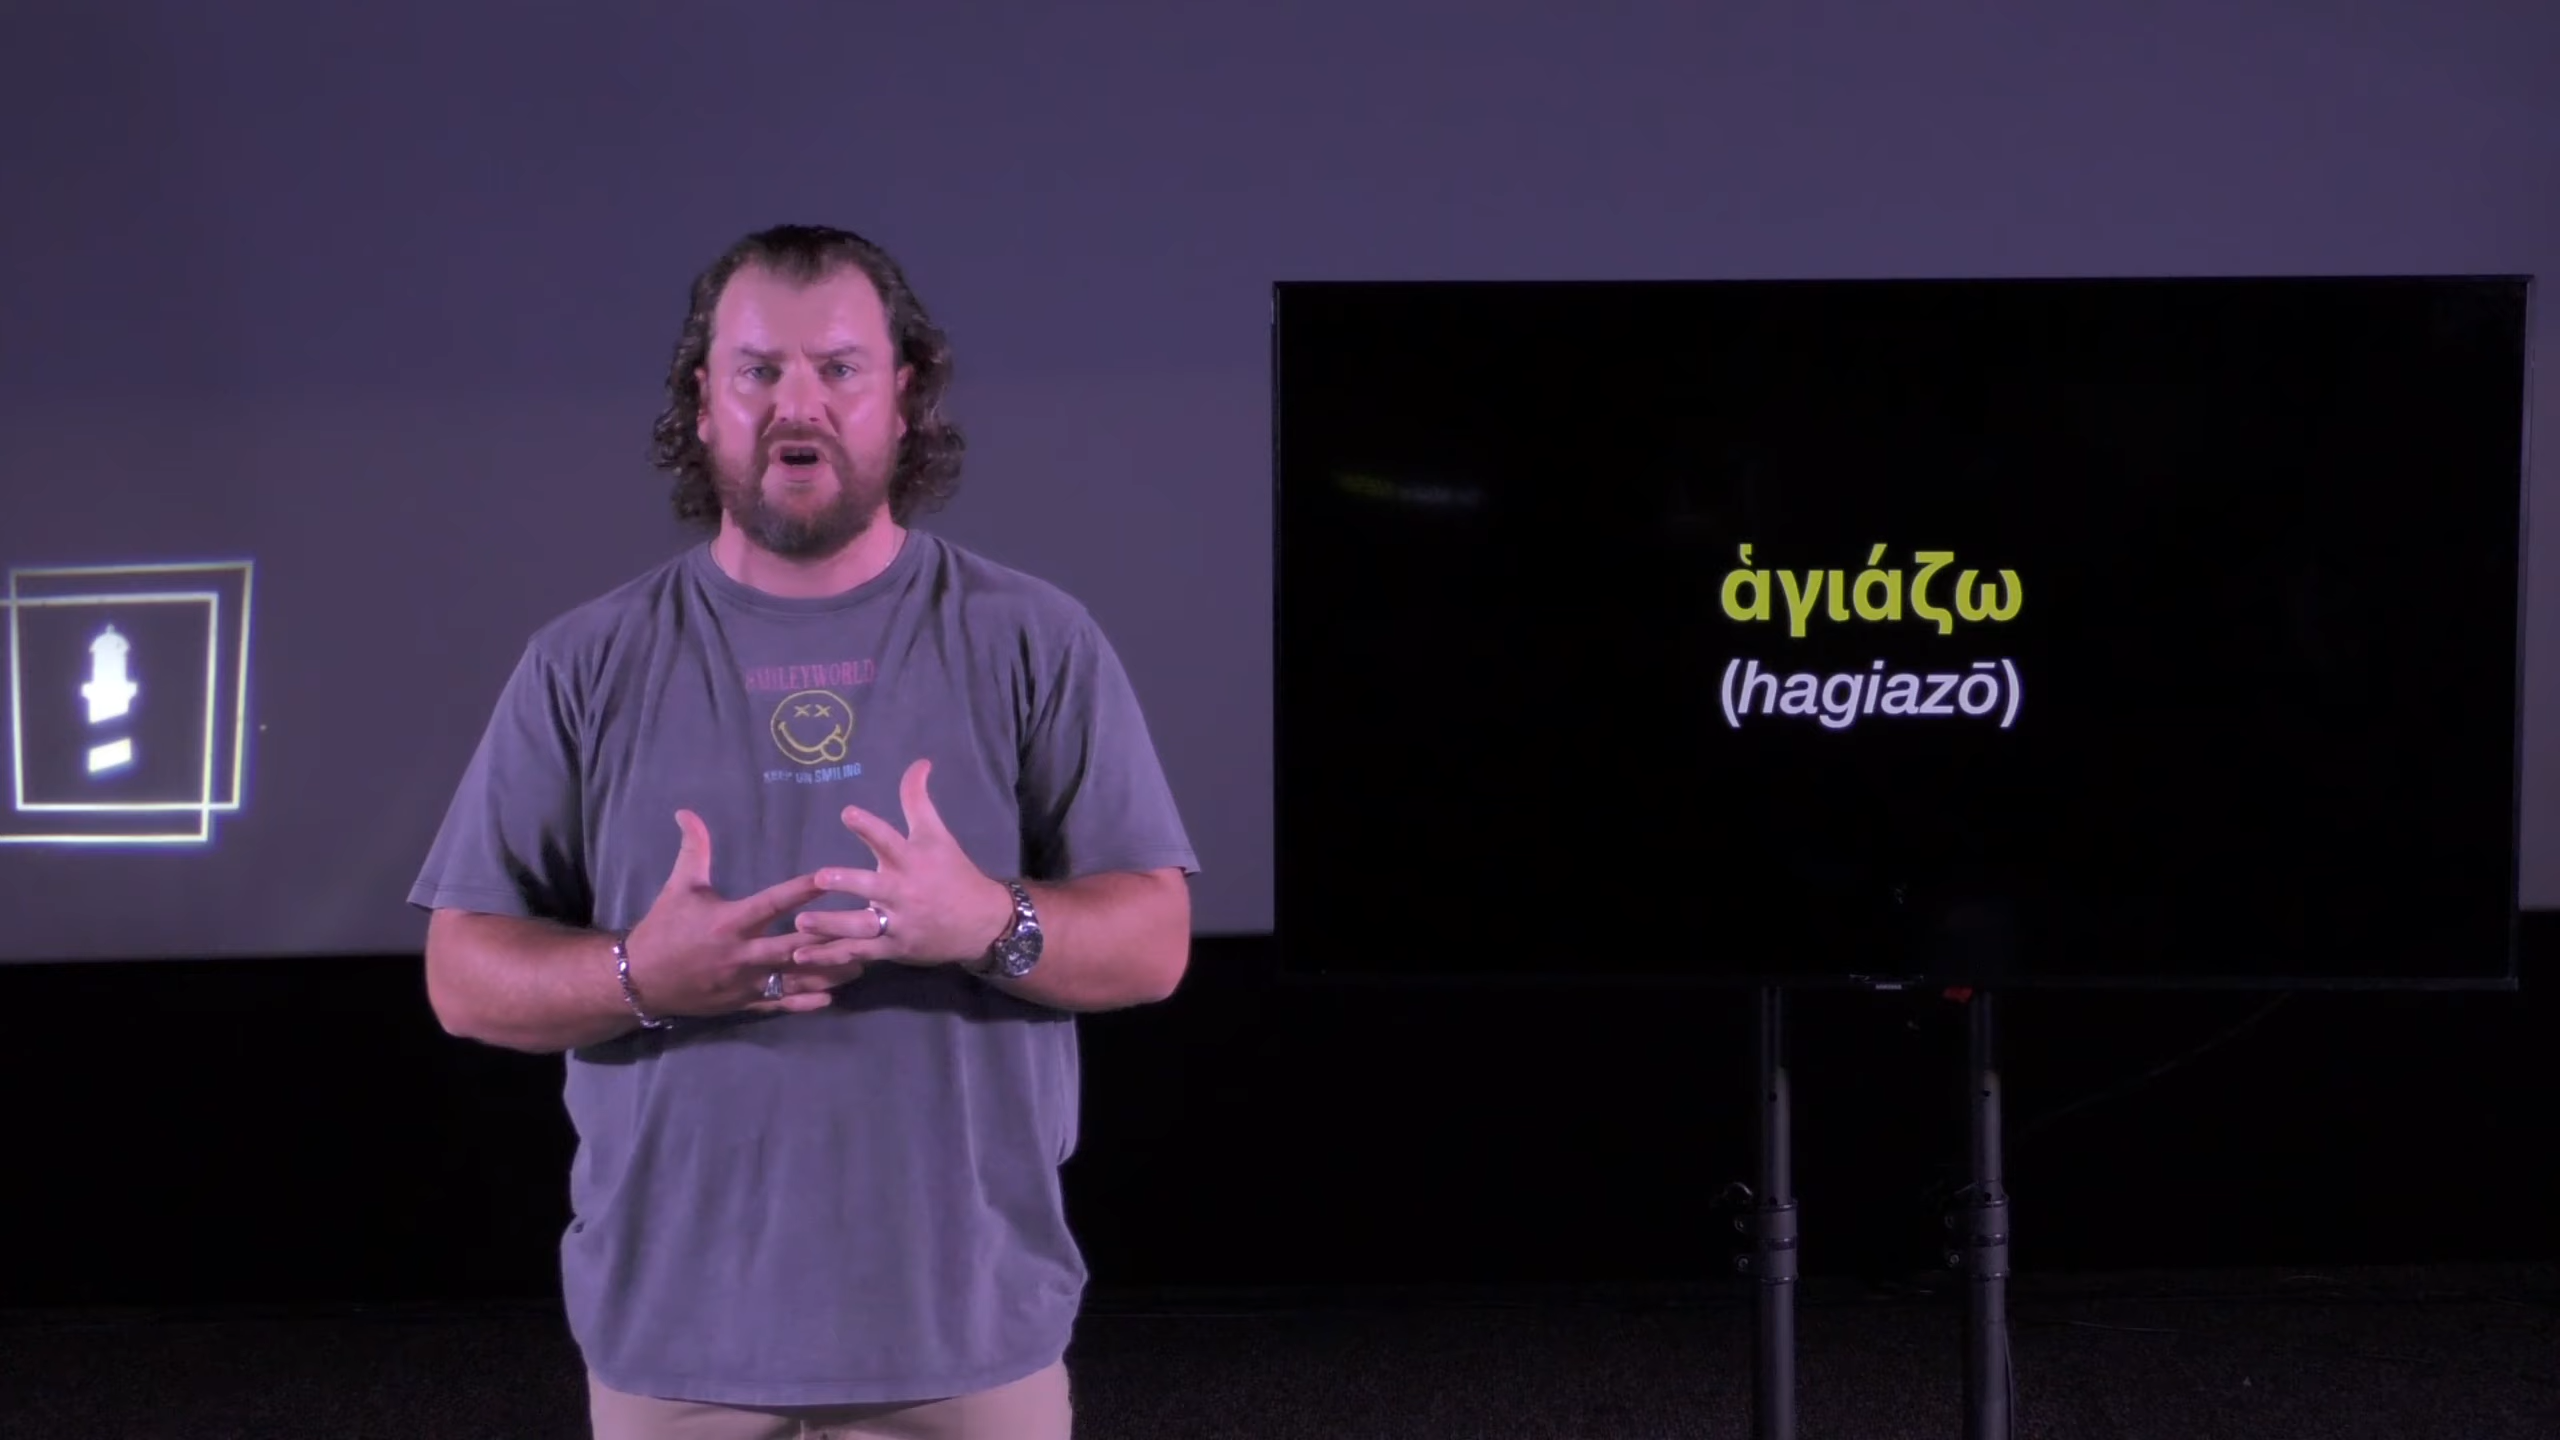 SMILEYWORLD
KEEP ON SMILING
ἁγιάζω
(hagiazō)